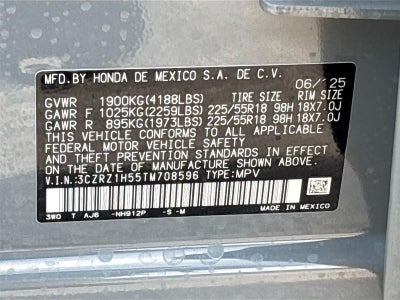 MFD.BY HONDA DE MEXICO S.A. DE C.V.
06/125
TIRE SIZE RIM SIZE
GVWR 1900KG(4188LBS)
GAWR F 1025KG(2259LBS) 225/55R18 98H 18X7.0J
GAWR R 895KG(1973LBS) 225/55R18 98H 18X7.0J
THIS VEHICLE CONFORMS TO ALL APPLICABLE
FEDERAL MOTOR VEHICLE SAFETY
AND THEFT PREVENTION STANDARDS IN EFFECT
ON THE DATE OF MANUFACTURE SHOWN ABOVE.
V.I.N.:3CZRZ1H55TM708596 TYPE:MPV
3WO T AJ6 -NH912P -S -M
MADE IN MEXICO